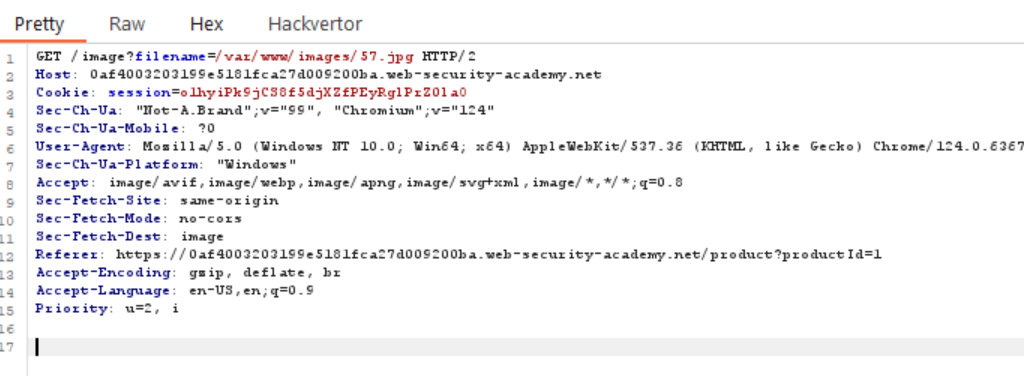 Pretty Raw Hex Hackvertor
1 GET /image?filename=/var/www/images/57.jpg HTTP/2
2 Host: 0af4003203199e5181fca27d009200ba.web-security-academy.net
3 Cookie: session=olhyiPk9jCS8f5djXZfPEyRglPrZ01a0
4 Sec-Ch-Ua: "Not-A.Brand";v="99", "Chromium";v="124"
5 Sec-Ch-Ua-Mobile: ?0
6 User-Agent: Mozilla/5.0 (Windows NT 10.0; Win64; x64) AppleWebKit/537.36 (KHTML, like Gecko) Chrome/124.0.6367
7 Sec-Ch-Ua-Platform: "Windows"
8 Accept: image/avif,image/webp,image/apng,image/svg+xml,image/*,*/*;q=0.8
9 Sec-Fetch-Site: same-origin
10 Sec-Fetch-Mode: no-cors
11 Sec-Fetch-Dest: image
12 Referer: https://0af4003203199e5181fca27d009200ba.web-security-academy.net/product?productId=1
13 Accept-Encoding: gzip, deflate, br
14 Accept-Language: en-US,en;q=0.9
15 Priority: u=2, i
16
17